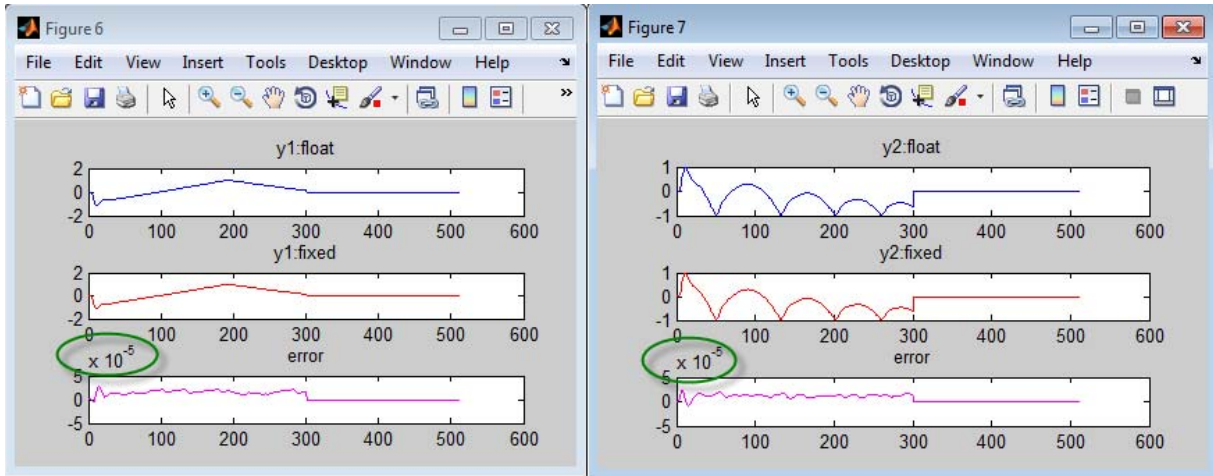 Figure 6
File Edit View Insert Tools Desktop Window Help
y1:float
2
0
-2
0 100 200 300 400 500 600
y1:fixed
2
0
-2
0 100 200 300 400 500 600
x 10^-5
error
5
0
-5
0 100 200 300 400 500 600
Figure 7
File Edit View Insert Tools Desktop Window Help
y2:float
1
0
-1
0 100 200 300 400 500 600
y2:fixed
1
0
-1
0 100 200 300 400 500 600
x 10^-5
error
5
0
-5
0 100 200 300 400 500 600